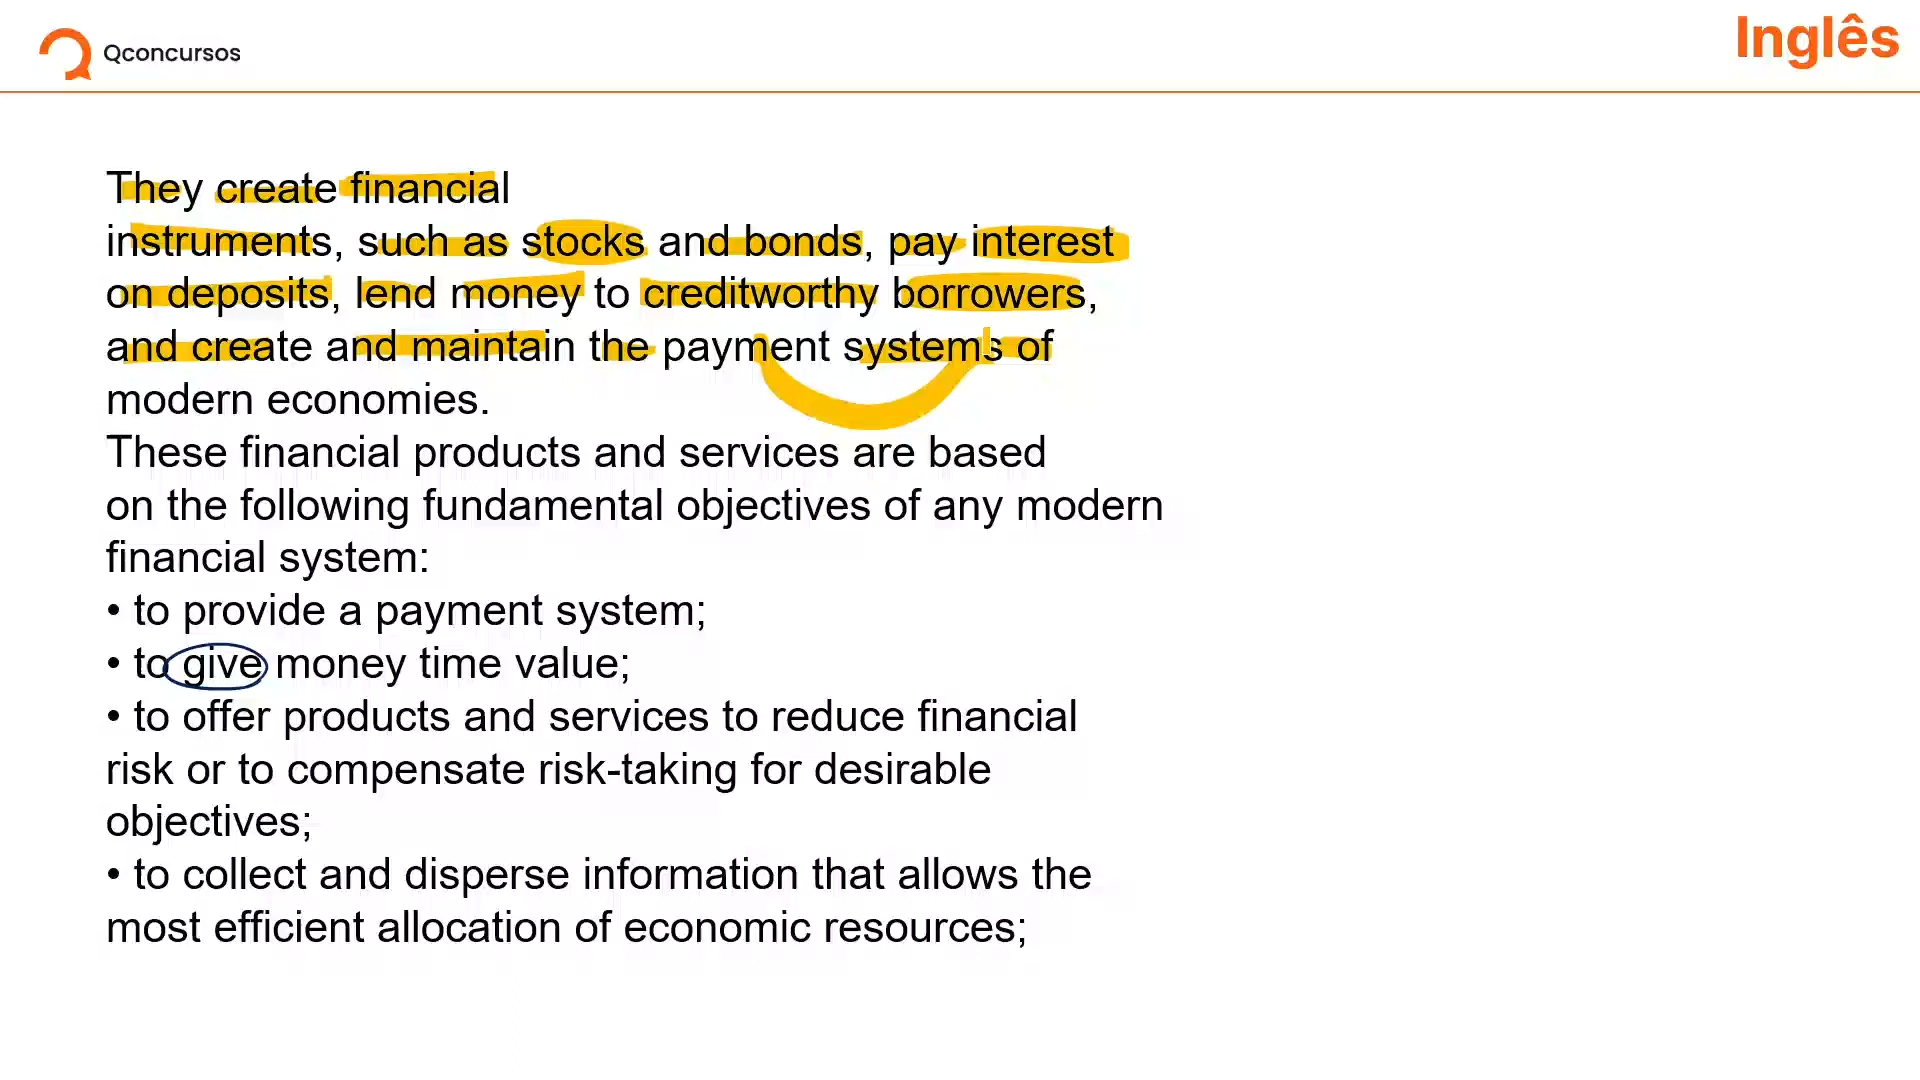 Qconcursos
Inglês
They create financial
instruments, such as stocks and bonds, pay interest
on deposits, lend money to creditworthy borrowers,
and create and maintain the payment systems of
modern economies.
These financial products and services are based
on the following fundamental objectives of any modern
financial system:
• to provide a payment system;
• to give money time value;
• to offer products and services to reduce financial
risk or to compensate risk-taking for desirable
objectives;
• to collect and disperse information that allows the
most efficient allocation of economic resources;